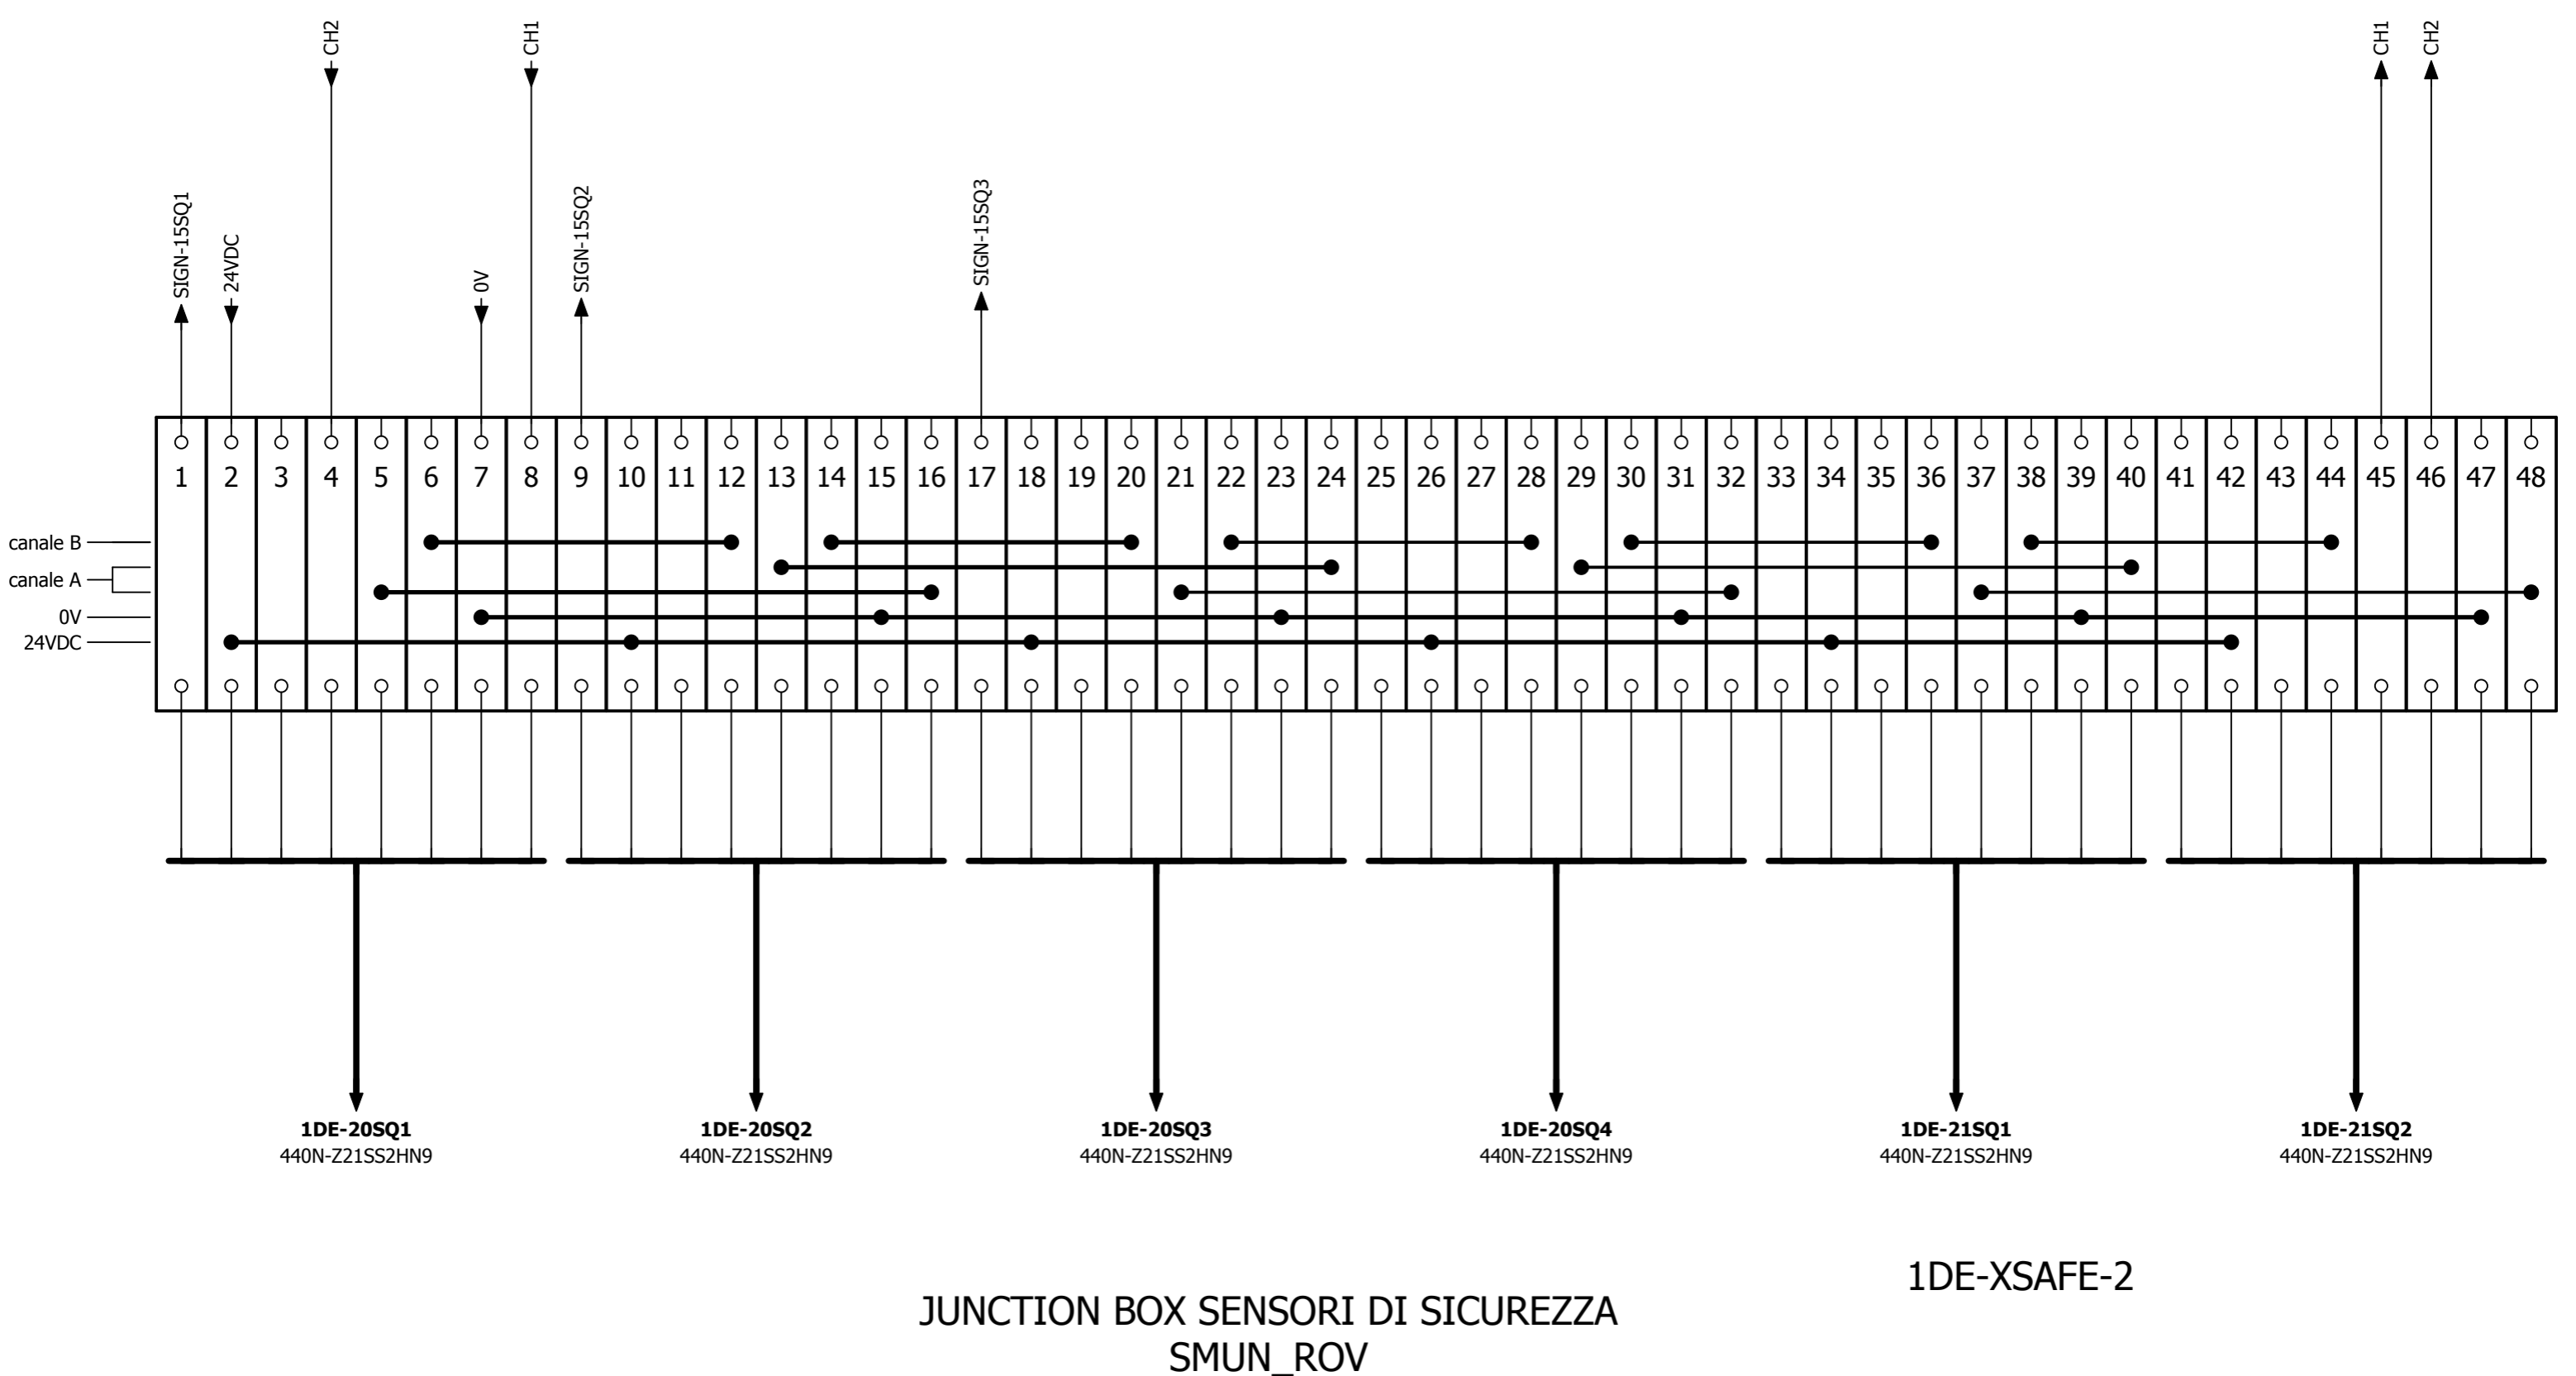 CH2
CH1
CH1
CH2
SIGN-15SQ1
24VDC
0V
SIGN-15SQ2
SIGN-15SQ3
1 2 3 4 5 6 7 8 9 10 11 12 13 14 15 16 17 18 19 20 21 22 23 24 25 26 27 28 29 30 31 32 33 34 35 36 37 38 39 40 41 42 43 44 45 46 47 48
canale B
canale A
0V
24VDC
1DE-20SQ1
440N-Z21SS2HN9
1DE-20SQ2
440N-Z21SS2HN9
1DE-20SQ3
440N-Z21SS2HN9
1DE-20SQ4
440N-Z21SS2HN9
1DE-21SQ1
440N-Z21SS2HN9
1DE-21SQ2
440N-Z21SS2HN9
1DE-XSAFE-2
JUNCTION BOX SENSORI DI SICUREZZA
SMUN_ROV